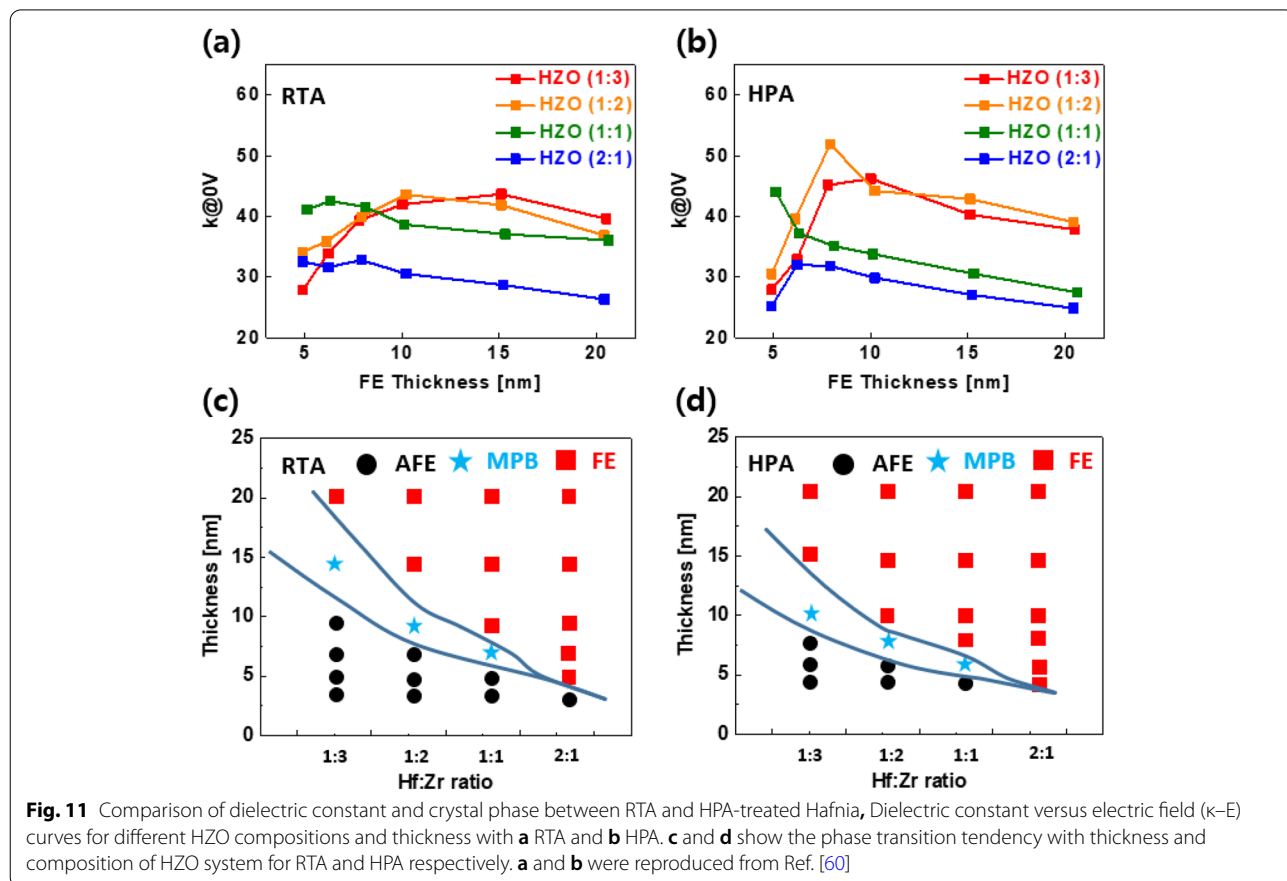 (a)
RTA
HZO (1:3)
HZO (1:2)
HZO (1:1)
HZO (2:1)
k@0V
60
50
40
30
20
5
10
15
20
FE Thickness [nm]
(b)
HPA
HZO (1:3)
HZO (1:2)
HZO (1:1)
HZO (2:1)
k@0V
60
50
40
30
20
5
10
15
20
FE Thickness [nm]
(c)
RTA AFE MPB FE
Thickness [nm]
25
20
15
10
5
0
1:3
1:2
1:1
2:1
Hf:Zr ratio
(d)
HPA AFE MPB FE
Thickness [nm]
25
20
15
10
5
0
1:3
1:2
1:1
2:1
Hf:Zr ratio
Fig. 11 Comparison of dielectric constant and crystal phase between RTA and HPA-treated Hafnia, Dielectric constant versus electric field (κ–E)
curves for different HZO compositions and thickness with a RTA and b HPA. c and d show the phase transition tendency with thickness and
composition of HZO system for RTA and HPA respectively. a and b were reproduced from Ref. [60]